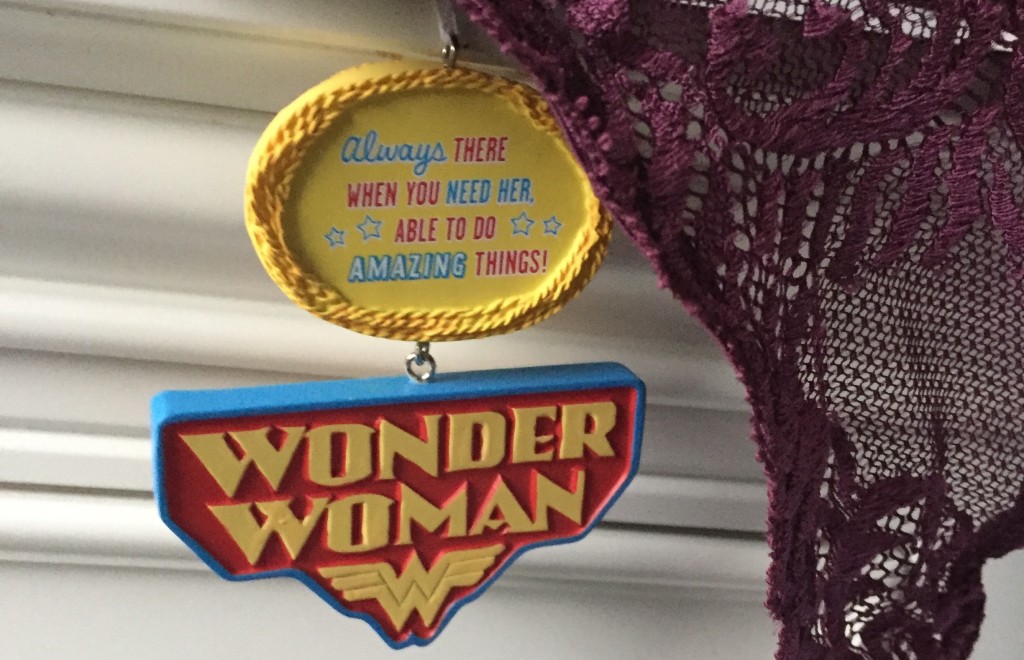 Always THERE
WHEN YOU NEED HER,
ABLE TO DO
AMAZING THINGS!
WONDER
WOMAN
W